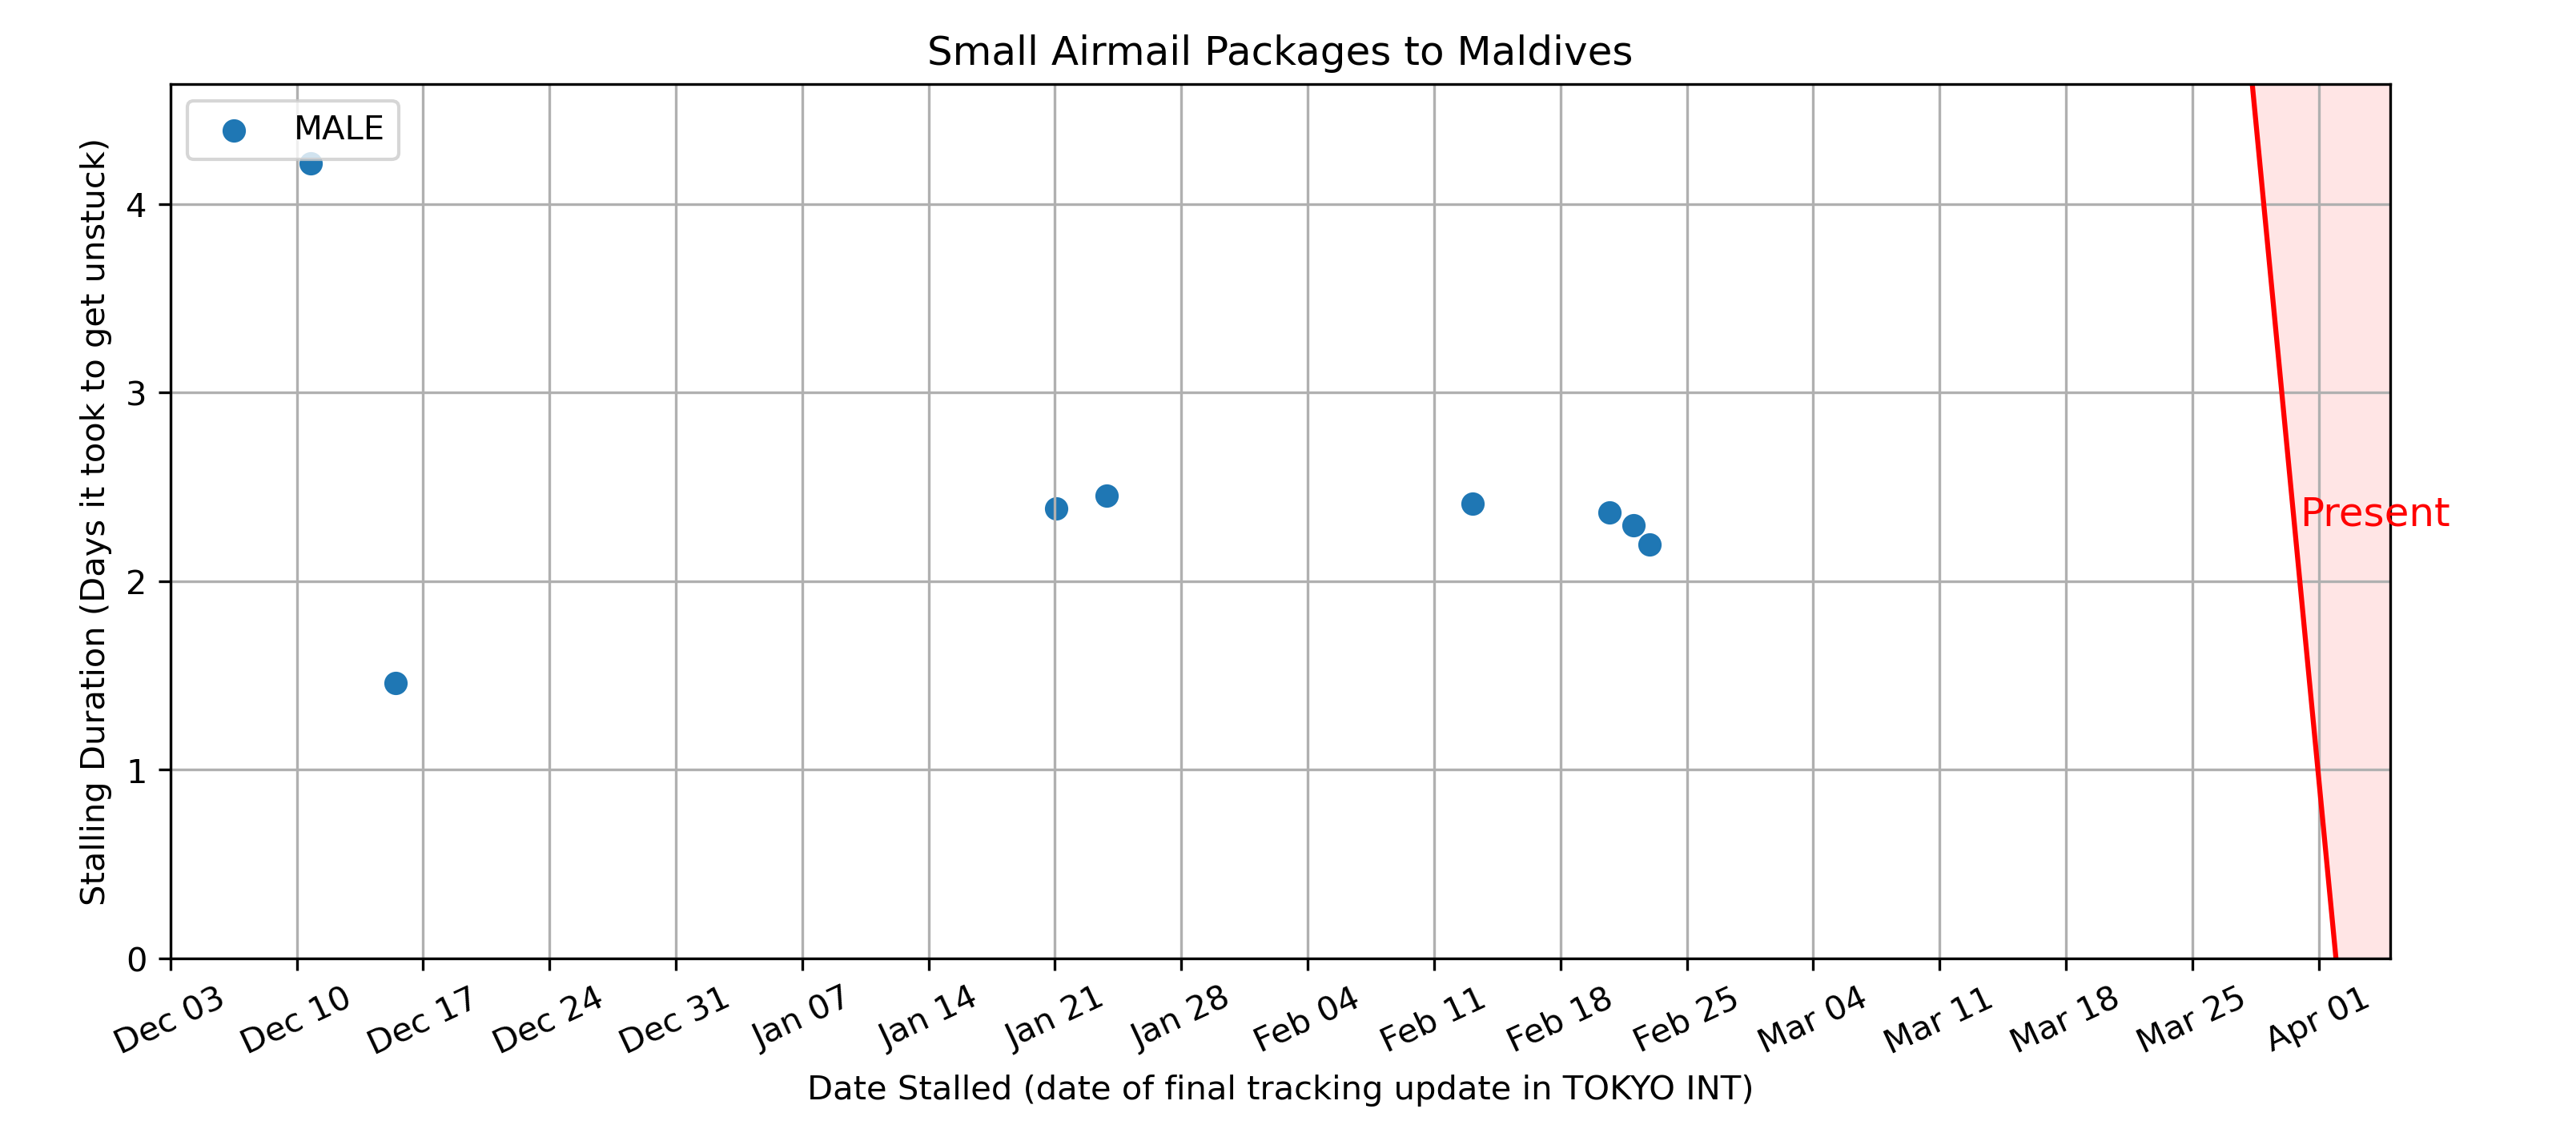 Small Airmail Packages to Maldives
MALE
Stalling Duration (Days it took to get unstuck)
4
3
2
1
0
Present
Dec 03
Dec 10
Dec 17
Dec 24
Dec 31
Jan 07
Jan 14
Jan 21
Jan 28
Feb 04
Feb 11
Feb 18
Feb 25
Mar 04
Mar 11
Mar 18
Mar 25
Apr 01
Date Stalled (date of final tracking update in TOKYO INT)